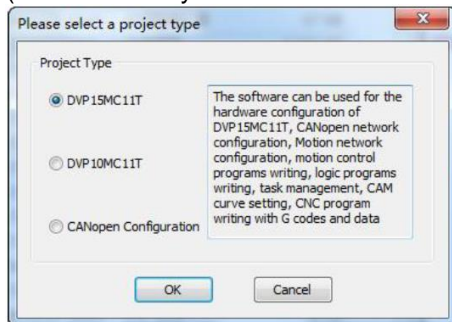 Please select a project type
Project Type
DVP15MC11T
DVP10MC11T
CANopen Configuration
The software can be used for the
hardware configuration of
DVP15MC11T, CANopen network
configuration, Motion network
configuration, motion control
programs writing, logic programs
writing, task management, CAM
curve setting, CNC program
writing with G codes and data
OK
Cancel